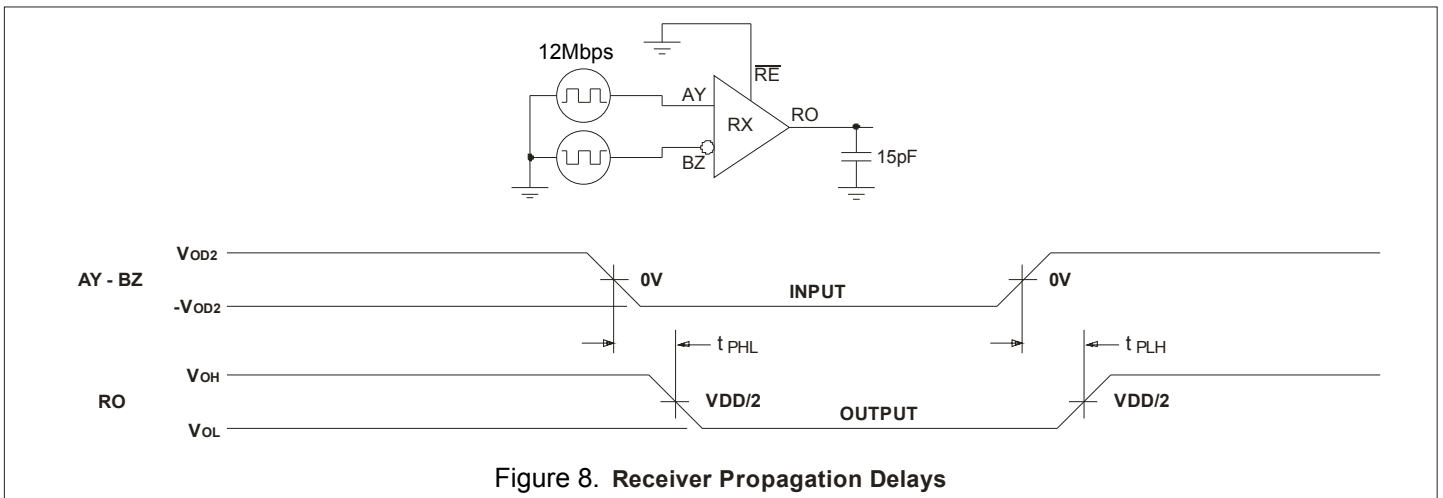 12Mbps
RE
AY
RO
RX
BZ
15pF
VOD2
AY - BZ
0V
0V
INPUT
-VOD2
t PHL
t PLH
VOH
RO
VDD/2
VDD/2
OUTPUT
VOL
Figure 8. Receiver Propagation Delays